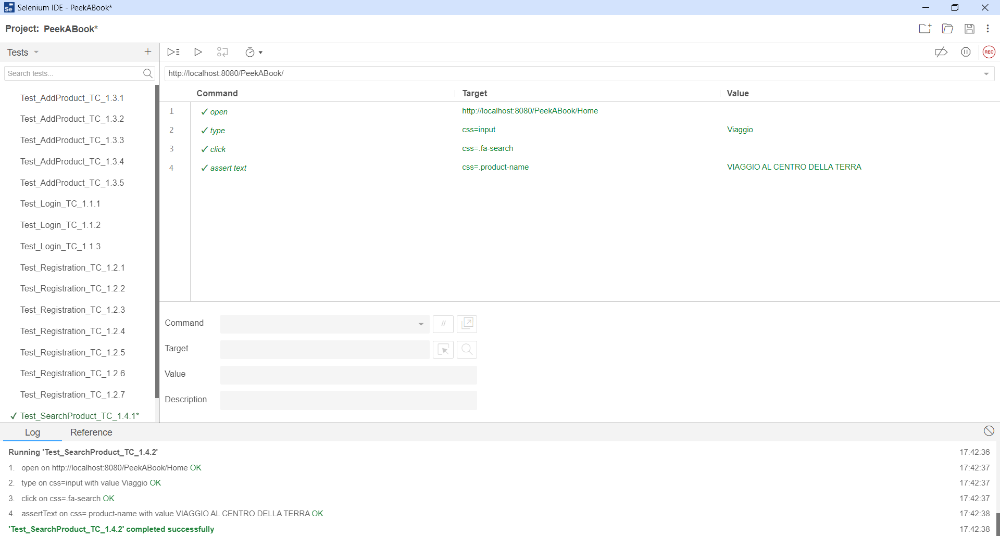 Selenium IDE - PeekABook*
Project: PeekABook*
Tests
Search tests...
Test_AddProduct_TC_1.3.1
Test_AddProduct_TC_1.3.2
Test_AddProduct_TC_1.3.3
Test_AddProduct_TC_1.3.4
Test_AddProduct_TC_1.3.5
Test_Login_TC_1.1.1
Test_Login_TC_1.1.2
Test_Login_TC_1.1.3
Test_Registration_TC_1.2.1
Test_Registration_TC_1.2.2
Test_Registration_TC_1.2.3
Test_Registration_TC_1.2.4
Test_Registration_TC_1.2.5
Test_Registration_TC_1.2.6
Test_Registration_TC_1.2.7
✓ Test_SearchProduct_TC_1.4.1*
REC
http://localhost:8080/PeekABook/
Command Target Value
1 ✓ open http://localhost:8080/PeekABook/Home
2 ✓ type css=input Viaggio
3 ✓ click css=.fa-search
4 ✓ assert text css=.product-name VIAGGIO AL CENTRO DELLA TERRA
Command //
Target
Value
Description
Log Reference
Running 'Test_SearchProduct_TC_1.4.2' 17:42:36
1. open on http://localhost:8080/PeekABook/Home OK 17:42:37
2. type on css=input with value Viaggio OK 17:42:37
3. click on css=.fa-search OK 17:42:37
4. assertText on css=.product-name with value VIAGGIO AL CENTRO DELLA TERRA OK 17:42:38
'Test_SearchProduct_TC_1.4.2' completed successfully 17:42:38